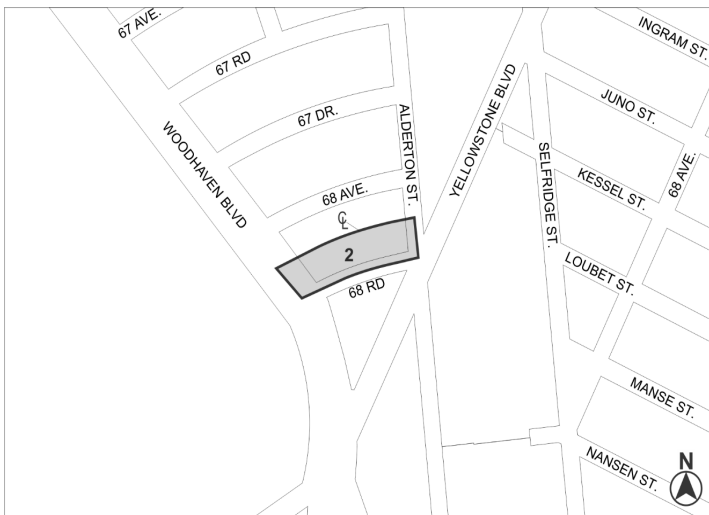 67 AVE.
INGRAM ST.
67 RD
JUNO ST.
67 DR.
ALDERTON ST.
YELLOWSTONE BLVD
WOODHAVEN BLVD
SELFRIDGE ST.
KESSEL ST.
68 AVE.
68 AVE.
CL
2
LOUBET ST.
68 RD
MANSE ST.
NANSEN ST.
N